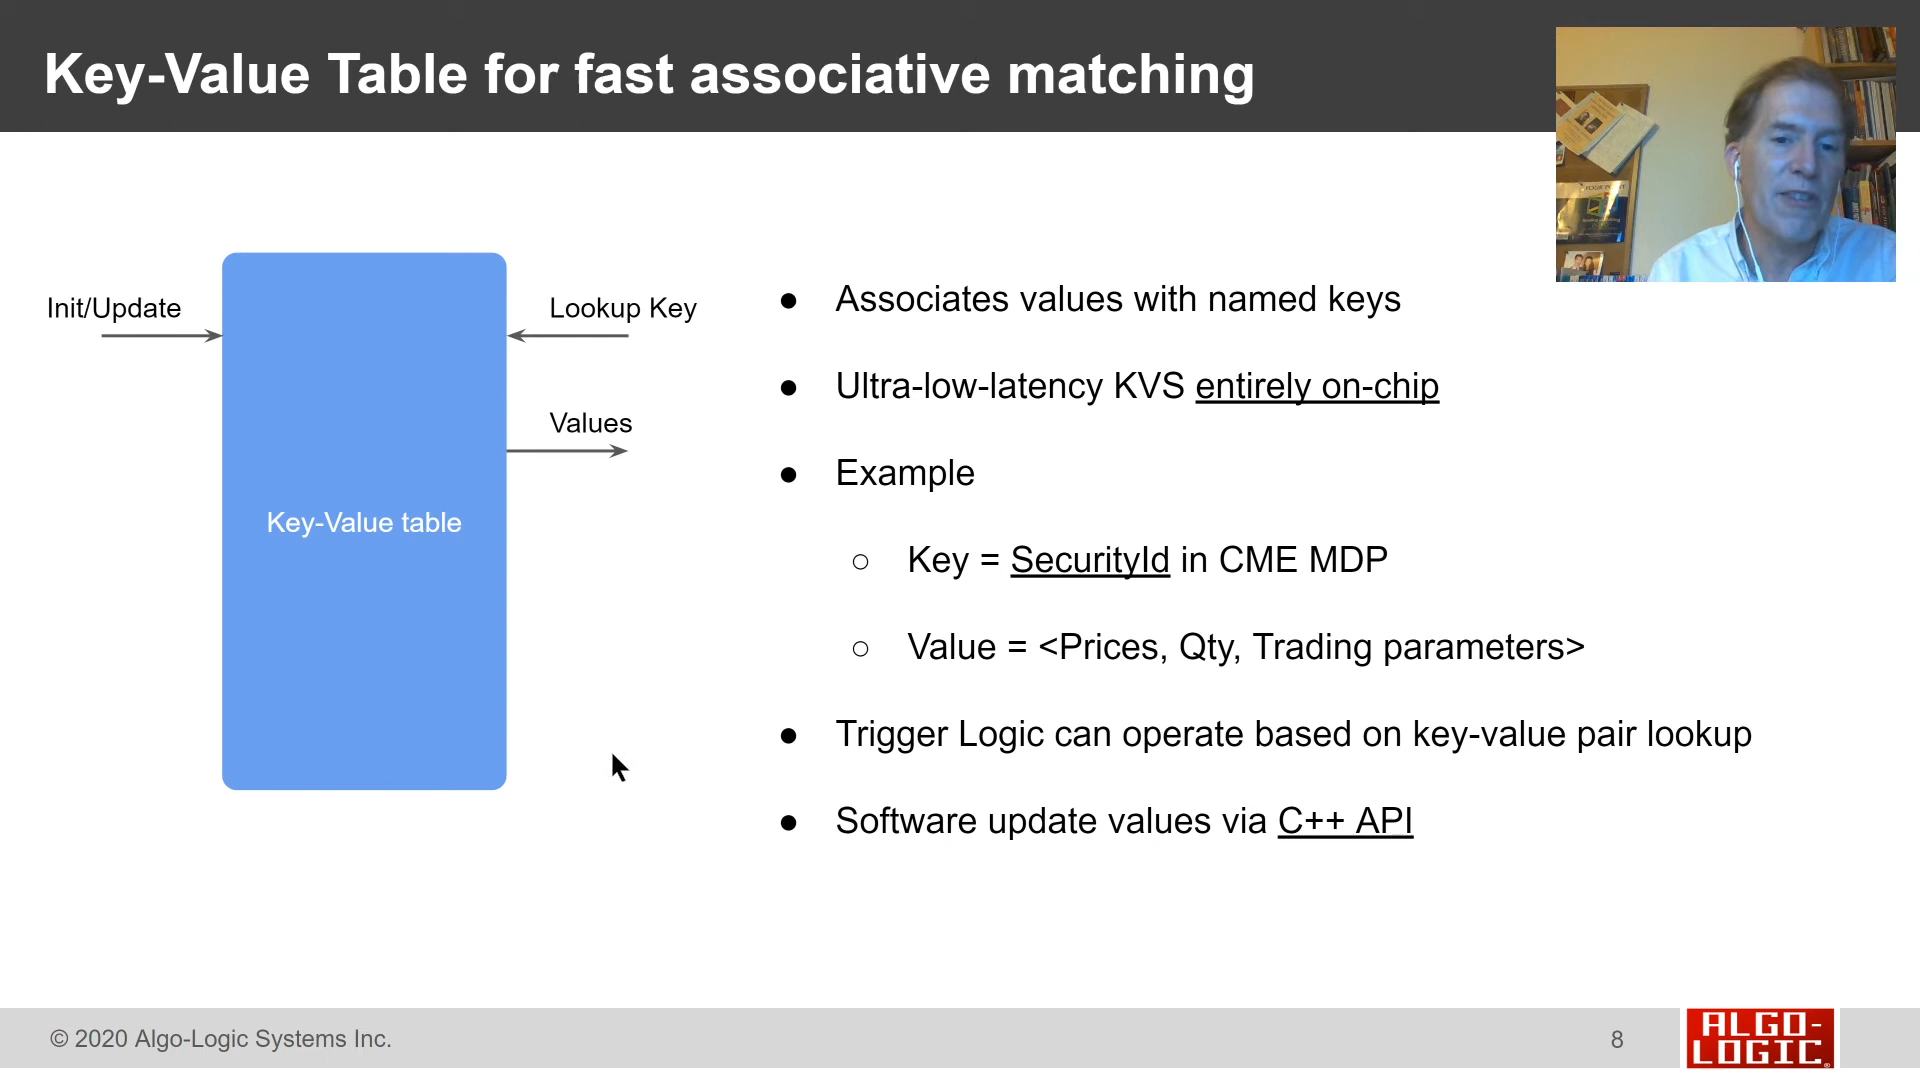 Key-Value Table for fast associative matching
Init/Update
Lookup Key
Values
Key-Value table
● Associates values with named keys
● Ultra-low-latency KVS entirely on-chip
● Example
○ Key = SecurityId in CME MDP
○ Value = <Prices, Qty, Trading parameters>
● Trigger Logic can operate based on key-value pair lookup
● Software update values via C++ API
© 2020 Algo-Logic Systems Inc.
8
ALGO-
LOGIC®